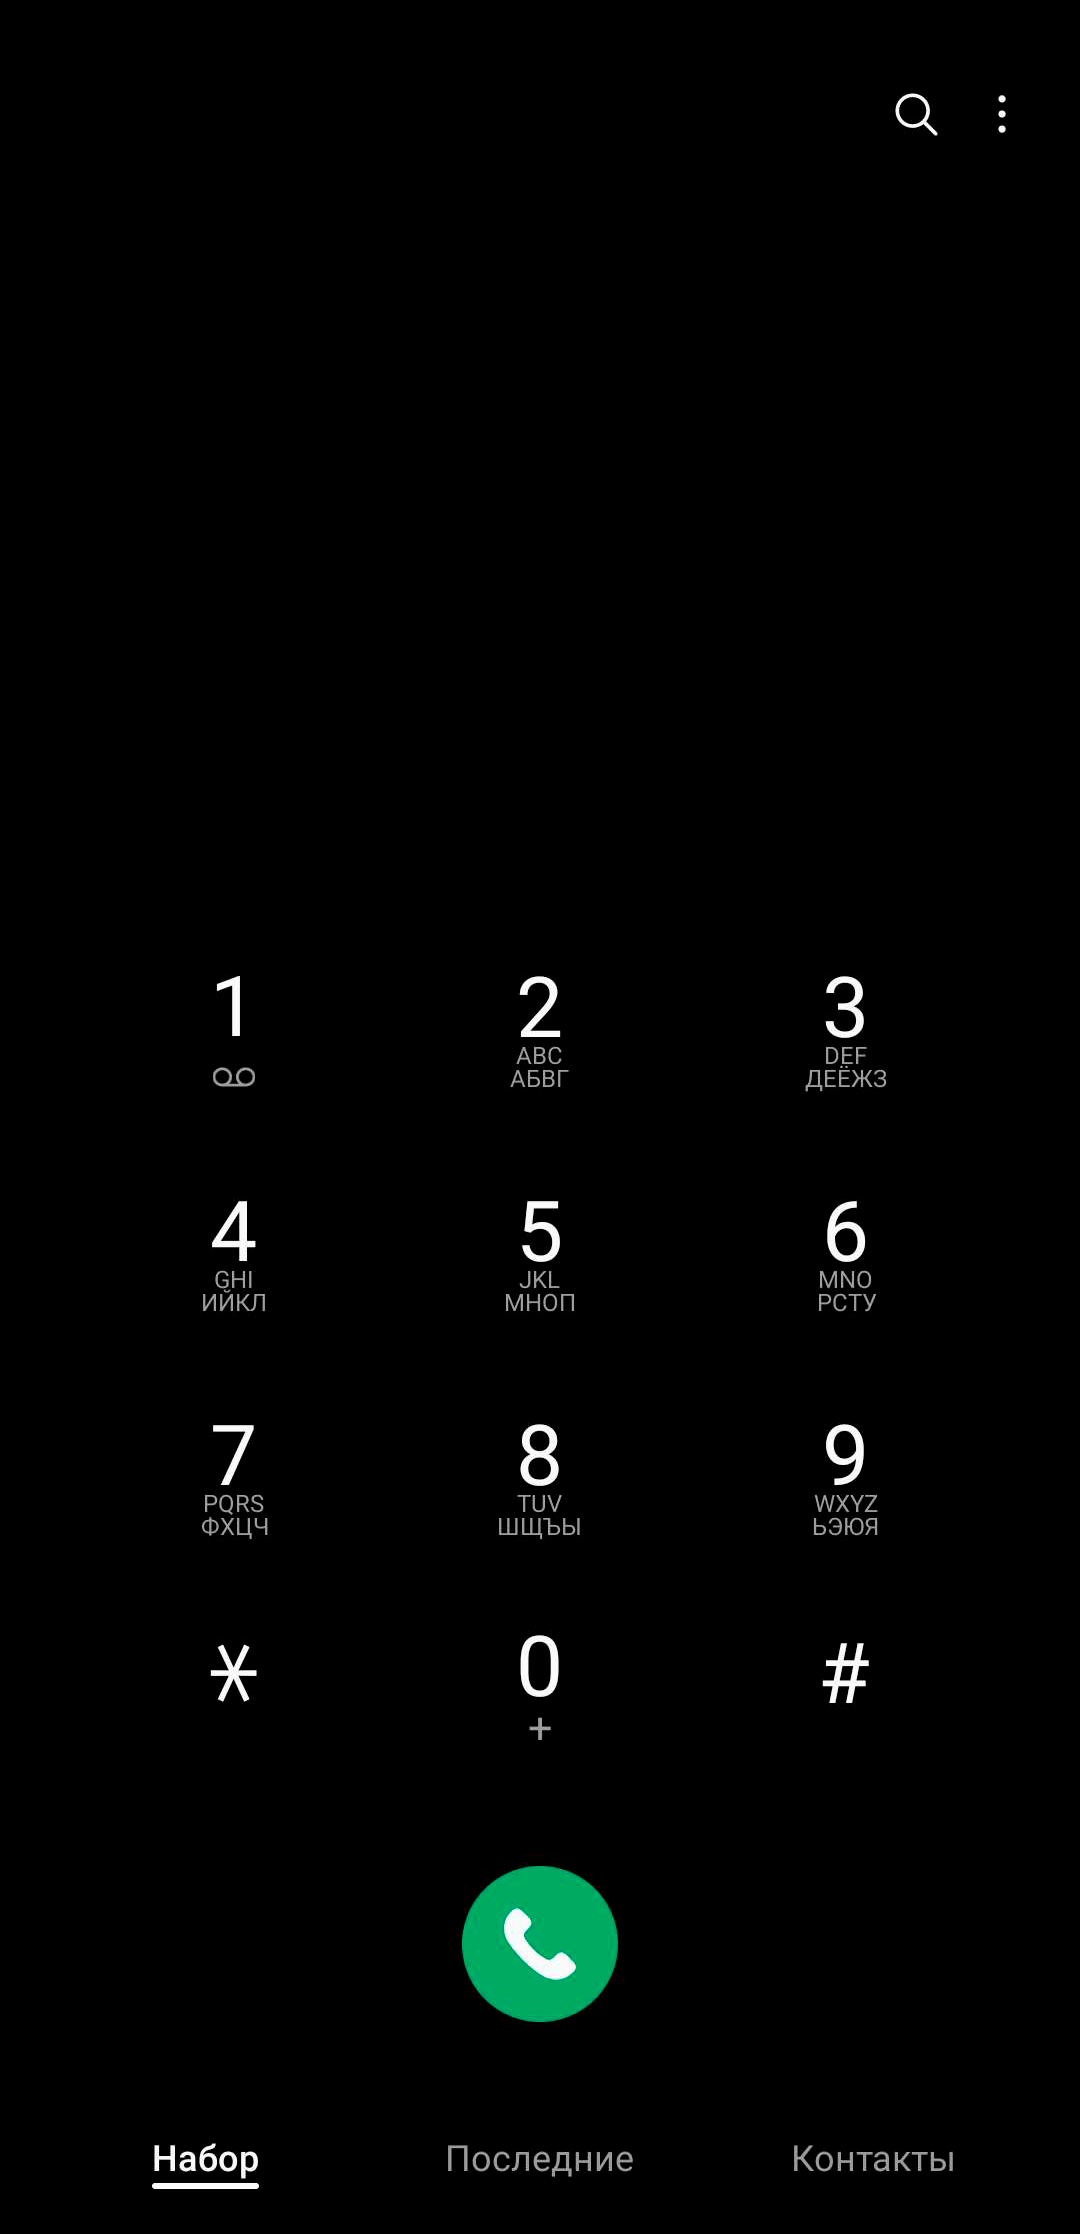 1 2 3
ABC DEF
АБВГ ДЕЁЖЗ
4 5 6
GHI JKL MNO
ИЙКЛ МНОП РСТУ
7 8 9
PQRS TUV WXYZ
ФХЦЧ ШЩЪЫ ЬЭЮЯ
* 0 #
+
Набор Последние Контакты